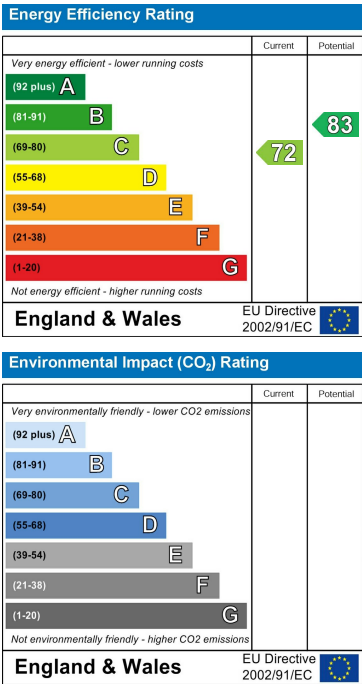 Energy Efficiency Rating
Current Potential
Very energy efficient - lower running costs
(92 plus) A
(81-91) B
83
(69-80) C
72
(55-68) D
(39-54) E
(21-38) F
(1-20) G
Not energy efficient - higher running costs
England & Wales
EU Directive
2002/91/EC
Environmental Impact (CO₂) Rating
Current Potential
Very environmentally friendly - lower CO2 emissions
(92 plus) A
(81-91) B
(69-80) C
(55-68) D
(39-54) E
(21-38) F
(1-20) G
Not environmentally friendly - higher CO2 emissions
England & Wales
EU Directive
2002/91/EC